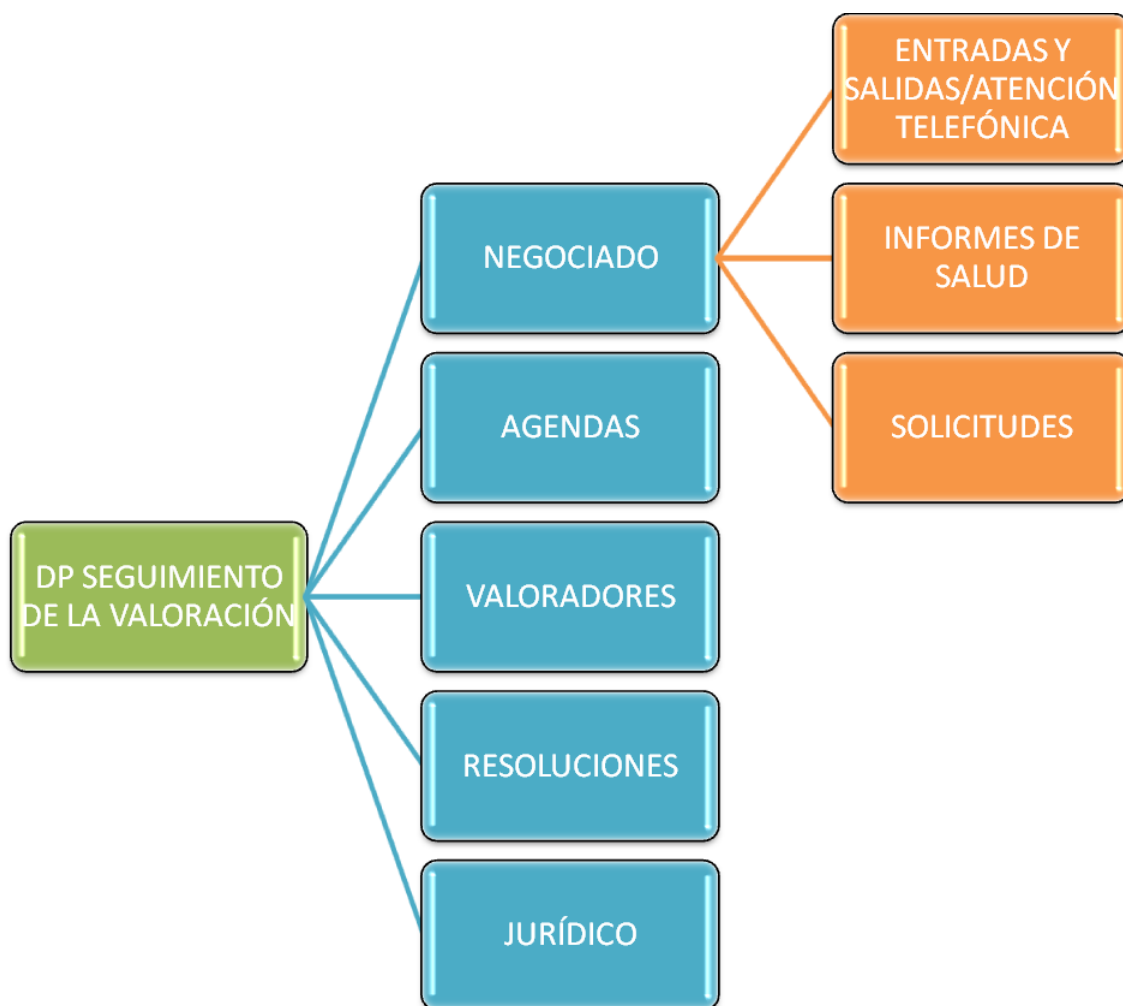 DP SEGUIMIENTO
DE LA VALORACIÓN
NEGOCIADO
ENTRADAS Y
SALIDAS/ATENCIÓN
TELEFÓNICA
INFORMES DE
SALUD
SOLICITUDES
AGENDAS
VALORADORES
RESOLUCIONES
JURÍDICO